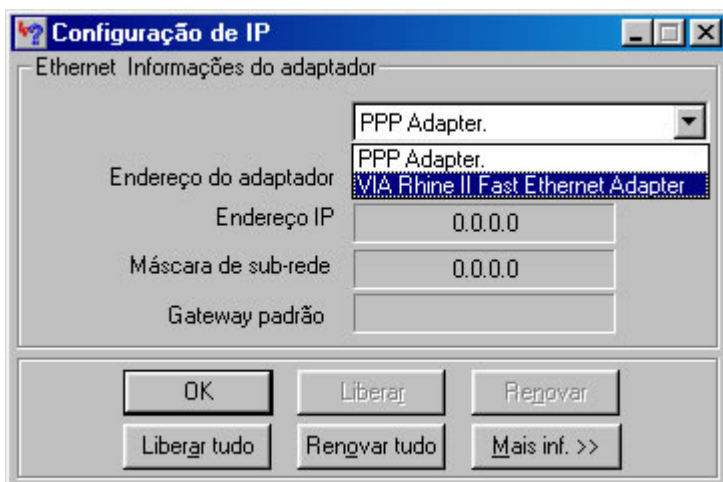 Configuração de IP
Ethernet Informações do adaptador
PPP Adapter.
PPP Adapter.
Endereço do adaptador
VIA Rhine II Fast Ethernet Adapter
Endereço IP 0.0.0.0
Máscara de sub-rede 0.0.0.0
Gateway padrão
OK Liberar Renovar
Liberar tudo Renovar tudo Mais inf. >>